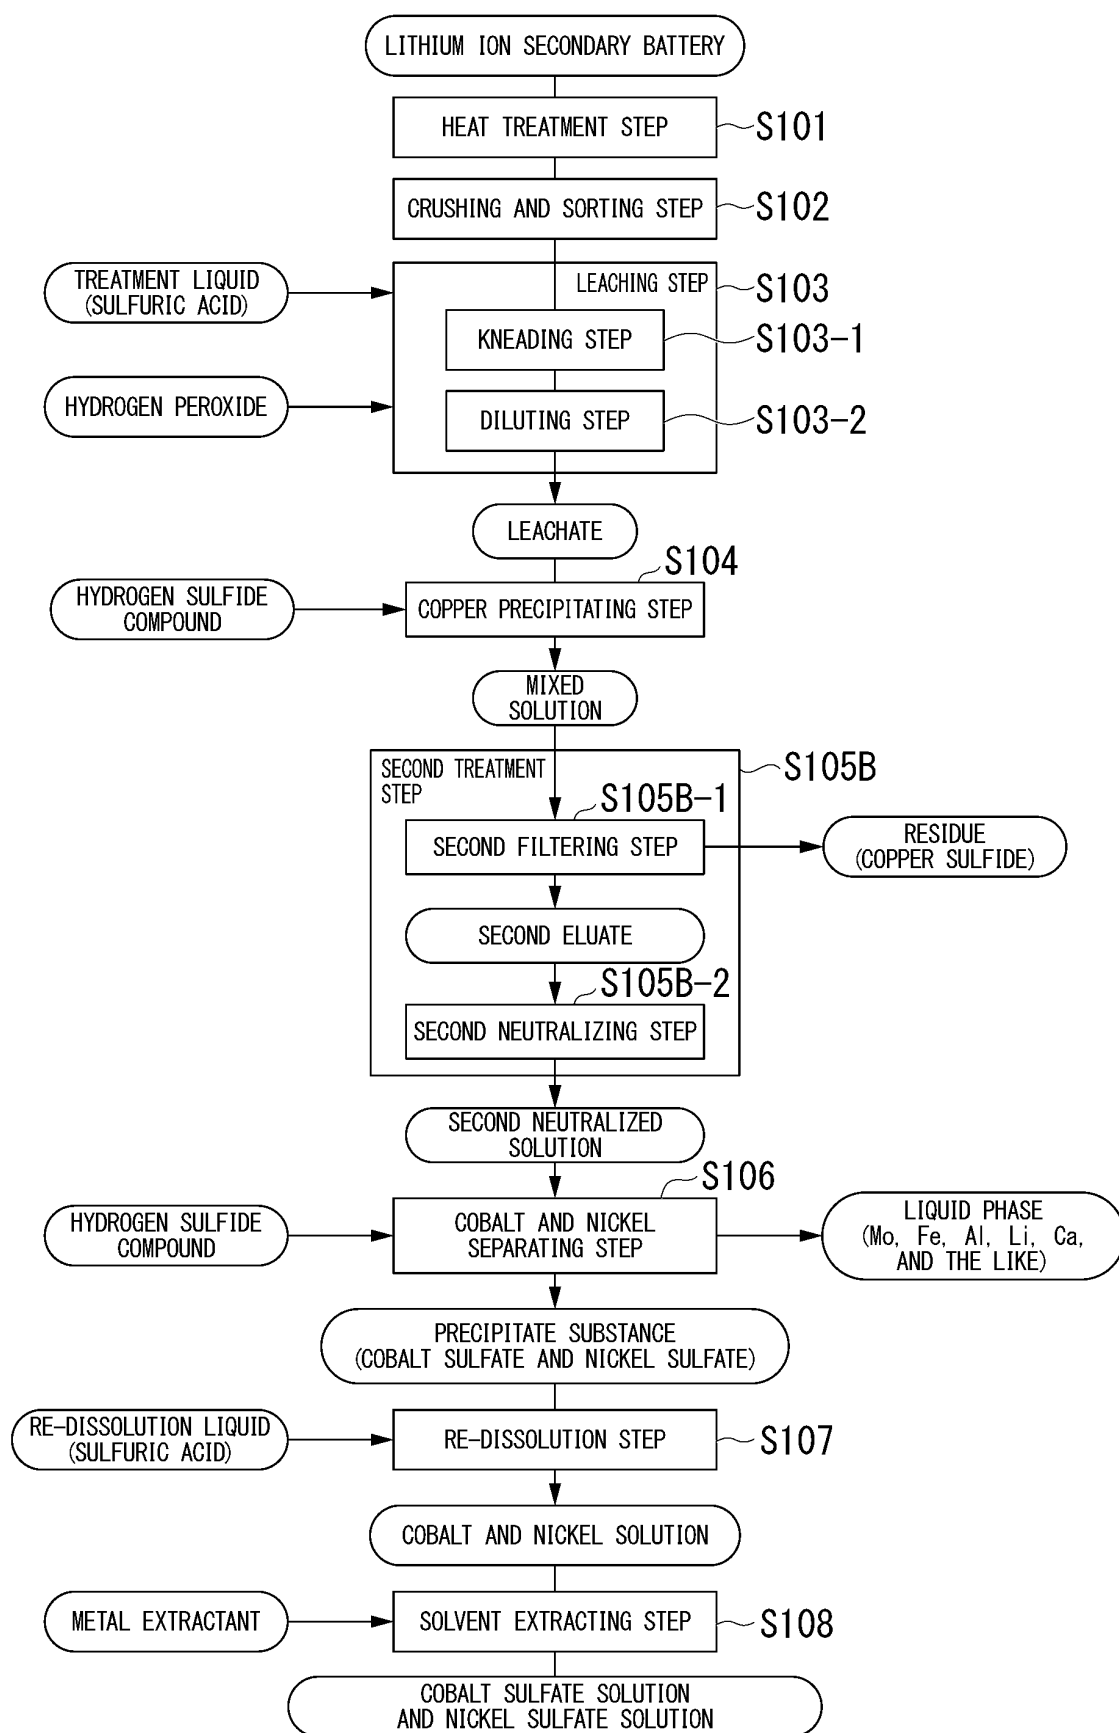 LITHIUM ION SECONDARY BATTERY
HEAT TREATMENT STEP
S101
CRUSHING AND SORTING STEP
S102
TREATMENT LIQUID
(SULFURIC ACID)
LEACHING STEP
S103
KNEADING STEP
S103-1
HYDROGEN PEROXIDE
DILUTING STEP
S103-2
LEACHATE
S104
HYDROGEN SULFIDE
COMPOUND
COPPER PRECIPITATING STEP
MIXED
SOLUTION
SECOND TREATMENT
STEP
S105B
S105B-1
SECOND FILTERING STEP
RESIDUE
(COPPER SULFIDE)
SECOND ELUATE
S105B-2
SECOND NEUTRALIZING STEP
SECOND NEUTRALIZED
SOLUTION
S106
HYDROGEN SULFIDE
COMPOUND
COBALT AND NICKEL
SEPARATING STEP
LIQUID PHASE
(Mo, Fe, Al, Li, Ca,
AND THE LIKE)
PRECIPITATE SUBSTANCE
(COBALT SULFATE AND NICKEL SULFATE)
RE-DISSOLUTION LIQUID
(SULFURIC ACID)
RE-DISSOLUTION STEP
S107
COBALT AND NICKEL SOLUTION
METAL EXTRACTANT
SOLVENT EXTRACTING STEP
S108
COBALT SULFATE SOLUTION
AND NICKEL SULFATE SOLUTION